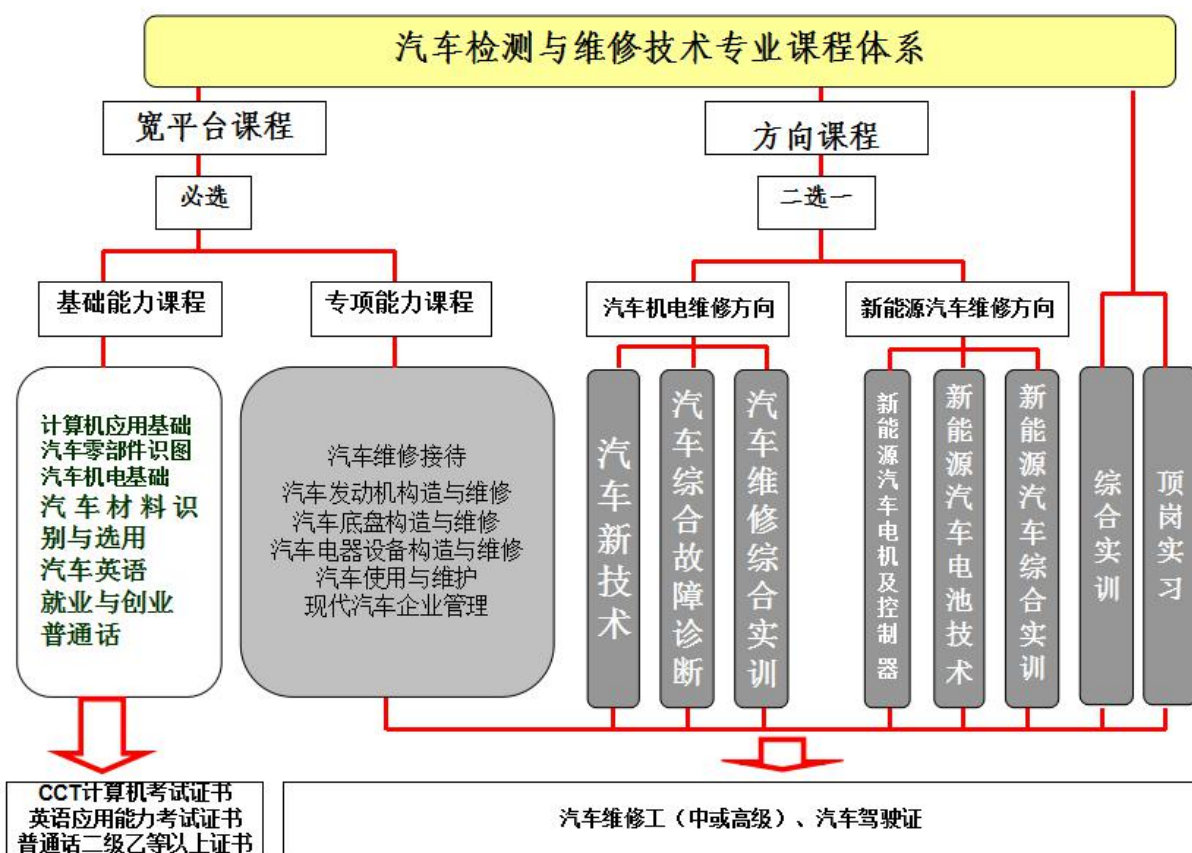 汽车检测与维修技术专业课程体系
宽平台课程
方向课程
必选
二选一
基础能力课程
专项能力课程
汽车机电维修方向
新能源汽车维修方向
计算机应用基础
汽车零部件识图
汽车机电基础
汽车材料识
别与选用
汽车英语
就业与创业
普通话
汽车维修接待
汽车发动机构造与维修
汽车底盘构造与维修
汽车电器设备构造与维修
汽车使用与维护
现代汽车企业管理
汽车新技术
汽车综合故障诊断
汽车维修综合实训
新能源汽车电机及控制器
新能源汽车电池技术
新能源汽车综合实训
综合实训
顶岗实习
CCT计算机考试证书
英语应用能力考试证书
普通话二级乙等以上证书
汽车维修工（中或高级）、汽车驾驶证